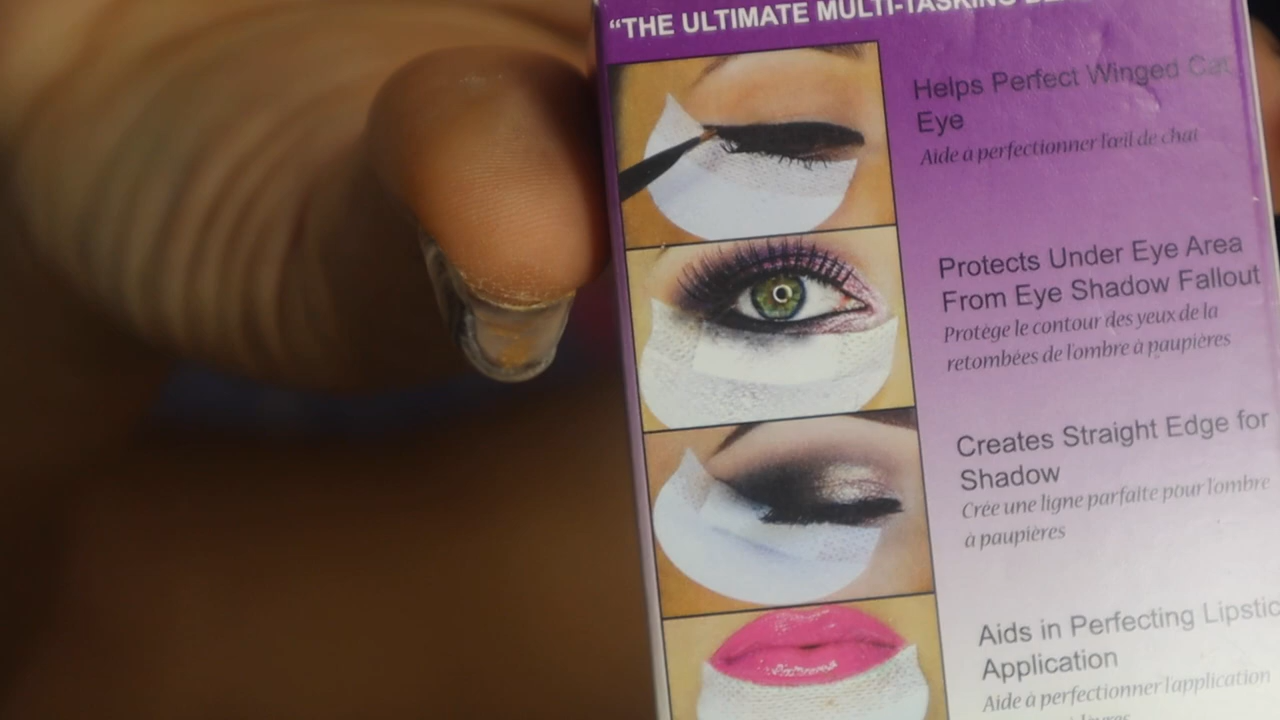 "THE ULTIMATE MULTI-TASKING
Helps Perfect Winged Cat
Eye
Aide à perfectionner l'œil de chat
Protects Under Eye Area
From Eye Shadow Fallout
Protège le contour des yeux de la
retombées de l'ombre à paupières
Creates Straight Edge for
Shadow
Crée une ligne parfaite pour l'ombre
à paupières
Aids in Perfecting Lipstic
Application
Aide à perfectionner l'application